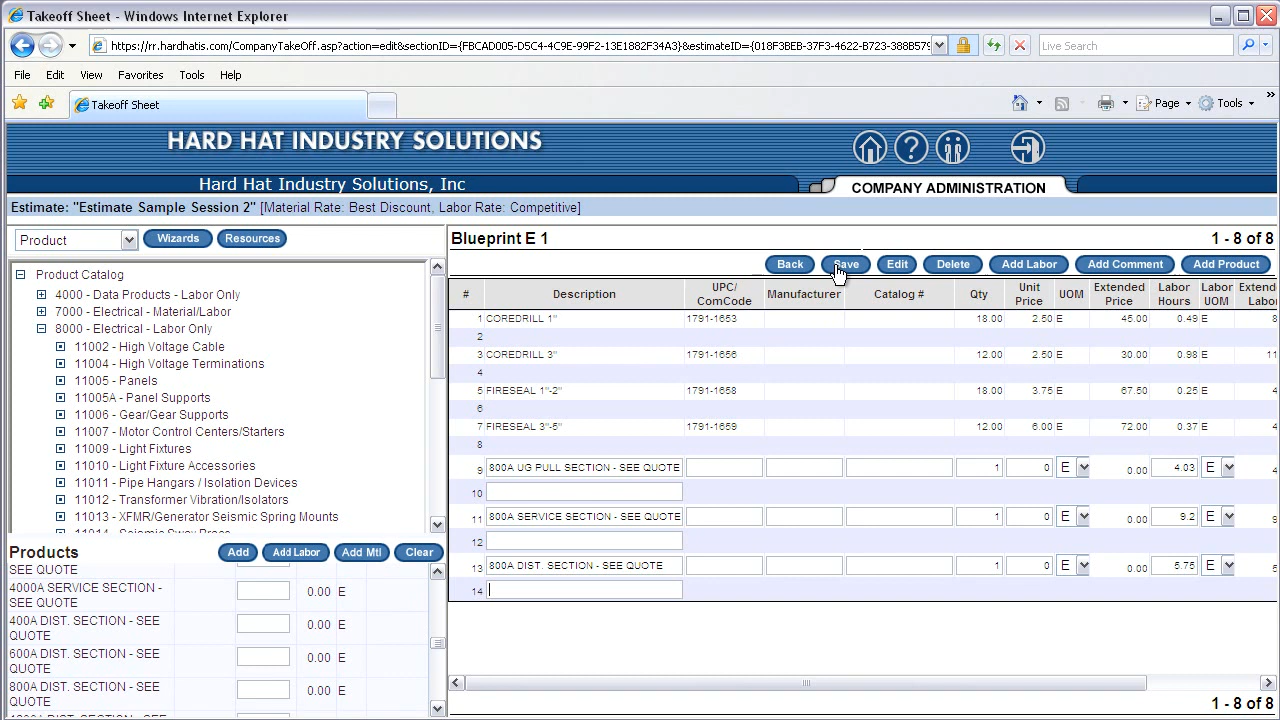 Takeoff Sheet - Windows Internet Explorer
https://rr.hardhatis.com/CompanyTakeOff.asp?action=edit&sectionID={FBCAD005-D5C4-4C9E-99F2-13E1882F34A3}&estimateID={018F3BEB-37F3-4622-B723-388B579
Live Search
File Edit View Favorites Tools Help
Takeoff Sheet
Page Tools
HARD HAT INDUSTRY SOLUTIONS
Hard Hat Industry Solutions, Inc
COMPANY ADMINISTRATION
Estimate: "Estimate Sample Session 2" [Material Rate: Best Discount, Labor Rate: Competitive]
Product Wizards Resources
Product Catalog
4000 - Data Products - Labor Only
7000 - Electrical - Material/Labor
8000 - Electrical - Labor Only
11002 - High Voltage Cable
11004 - High Voltage Terminations
11005 - Panels
11005A - Panel Supports
11006 - Gear/Gear Supports
11007 - Motor Control Centers/Starters
11009 - Light Fixtures
11010 - Light Fixture Accessories
11011 - Pipe Hangars / Isolation Devices
11012 - Transformer Vibration/Isolators
11013 - XFMR/Generator Seismic Spring Mounts
11014 - Seismic Sway Brace
Products Add Add Labor Add Mtl Clear
SEE QUOTE
4000A SERVICE SECTION - SEE QUOTE 0.00 E
400A DIST. SECTION - SEE QUOTE 0.00 E
600A DIST. SECTION - SEE QUOTE 0.00 E
800A DIST. SECTION - SEE QUOTE 0.00 E
Blueprint E 1 1 - 8 of 8
Back Save Edit Delete Add Labor Add Comment Add Product
# Description UPC/ ComCode Manufacturer Catalog # Qty Unit Price UOM Extended Price Labor Hours Labor UOM Extend Labo
1 COREDRILL 1" 1791-1653 18.00 2.50 E 45.00 0.49 E 8
2
3 COREDRILL 3" 1791-1656 12.00 2.50 E 30.00 0.98 E 11
4
5 FIRESEAL 1"-2" 1791-1658 18.00 3.75 E 67.50 0.25 E 4
6
7 FIRESEAL 3"-5" 1791-1659 12.00 6.00 E 72.00 0.37 E 4
8
9 800A UG PULL SECTION - SEE QUOTE 1 0 E 0.00 4.03 E 4
10
11 800A SERVICE SECTION - SEE QUOTE 1 0 E 0.00 9.2 E 9
12
13 800A DIST. SECTION - SEE QUOTE 1 0 E 0.00 5.75 E 5
14
1 - 8 of 8